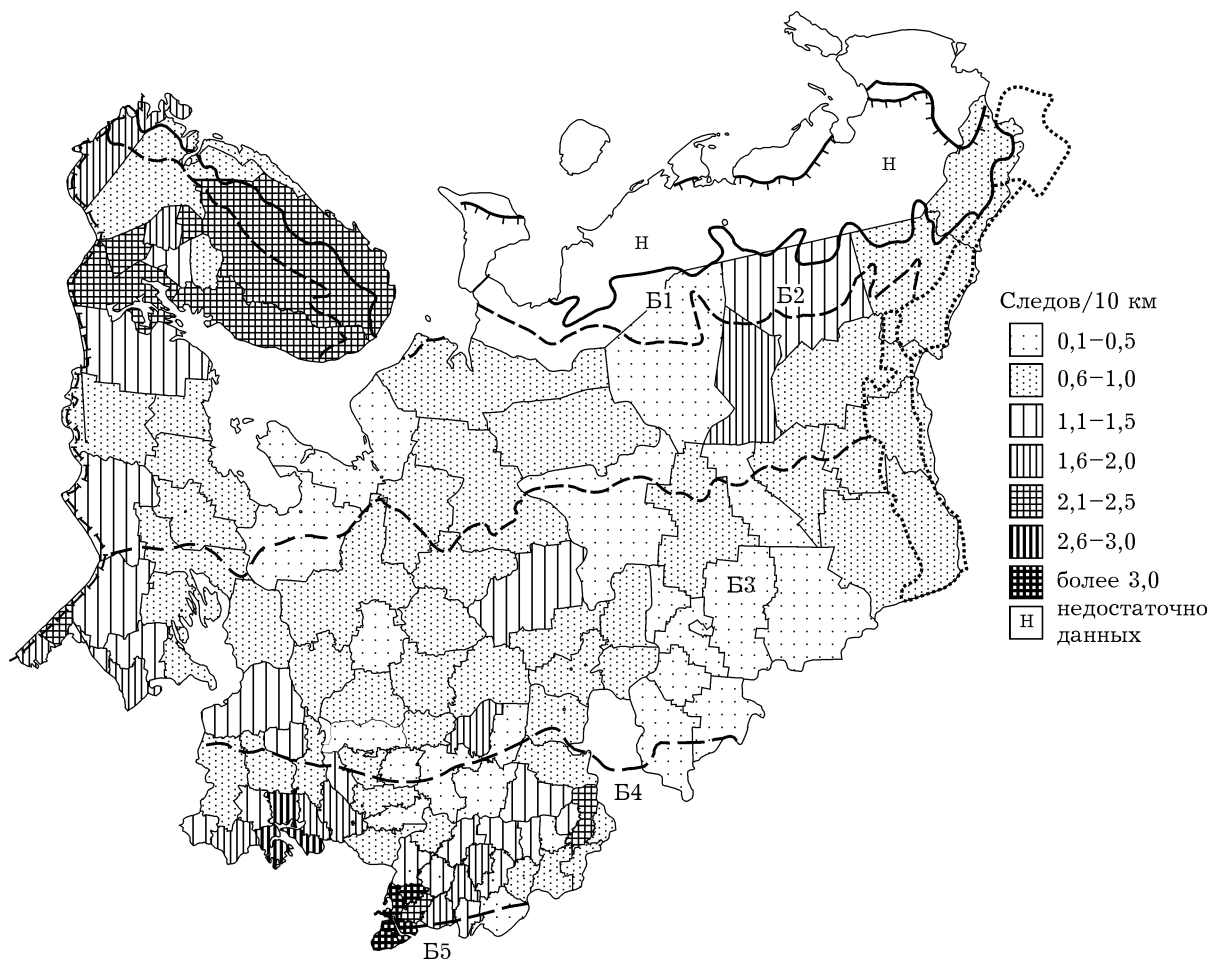 Н
Н
Б1
Б2
Следов/10 км
0,1–0,5
0,6–1,0
1,1–1,5
1,6–2,0
2,1–2,5
2,6–3,0
более 3,0
Н
недостаточно
данных
Б3
Б4
Б5